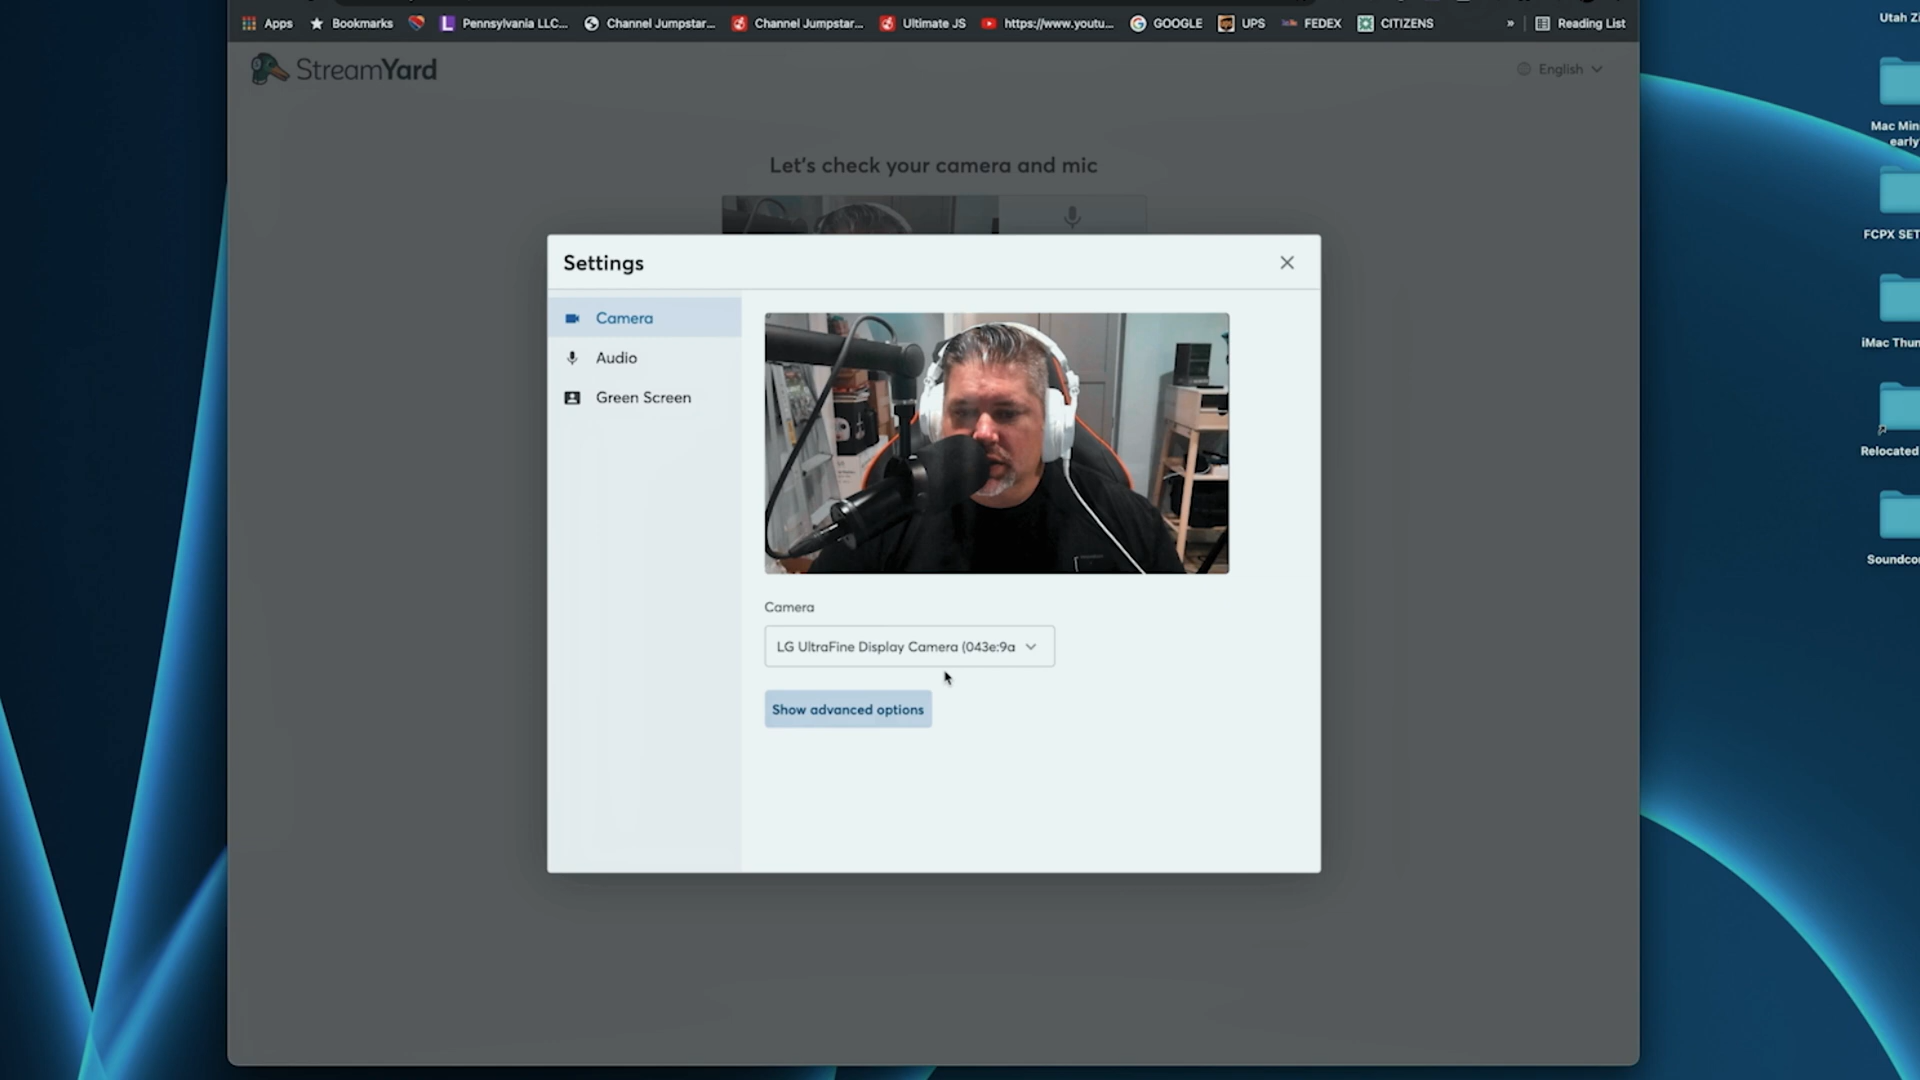 Apps
Bookmarks
Pennsylvania LLC...
Channel Jumpstar...
Channel Jumpstar...
Ultimate JS
https://www.youtu...
GOOGLE
UPS
FEDEX
CITIZENS
»
Reading List
StreamYard
English
Let's check your camera and mic
Settings
Camera
Audio
Green Screen
Camera
LG UltraFine Display Camera (043e:9a
Show advanced options
Utah Zi
Mac Min
early
FCPX SET
iMac Thun
Relocated
Soundco